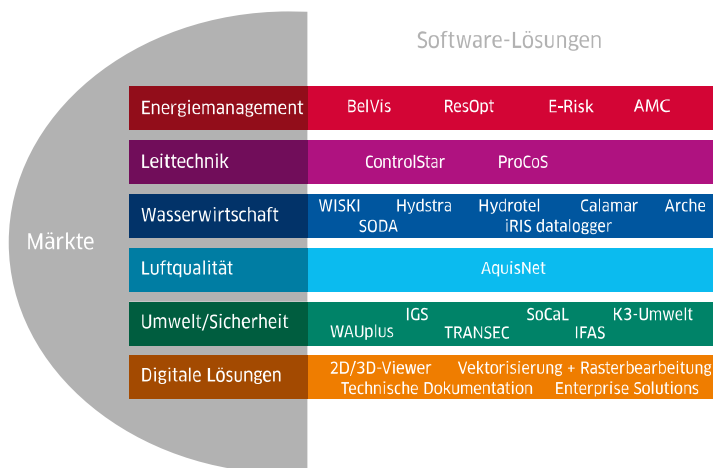 Software-Lösungen
Märkte
Energiemanagement BelVis ResOpt E-Risk AMC
Leittechnik ControlStar ProCoS
Wasserwirtschaft WISKI Hydstra Hydrotel Calamar Arche
SODA iRIS datalogger
Luftqualität AquisNet
Umwelt/Sicherheit IGS SoCaL K3-Umwelt
WAUplus TRANSEC IFAS
Digitale Lösungen 2D/3D-Viewer Vektorisierung + Rasterbearbeitung
Technische Dokumentation Enterprise Solutions